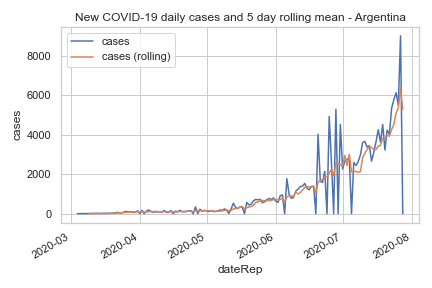 New COVID-19 daily cases and 5 day rolling mean - Argentina
cases
cases (rolling)
8000
6000
4000
2000
0
cases
2020-03
2020-04
2020-05
2020-06
2020-07
2020-08
dateRep